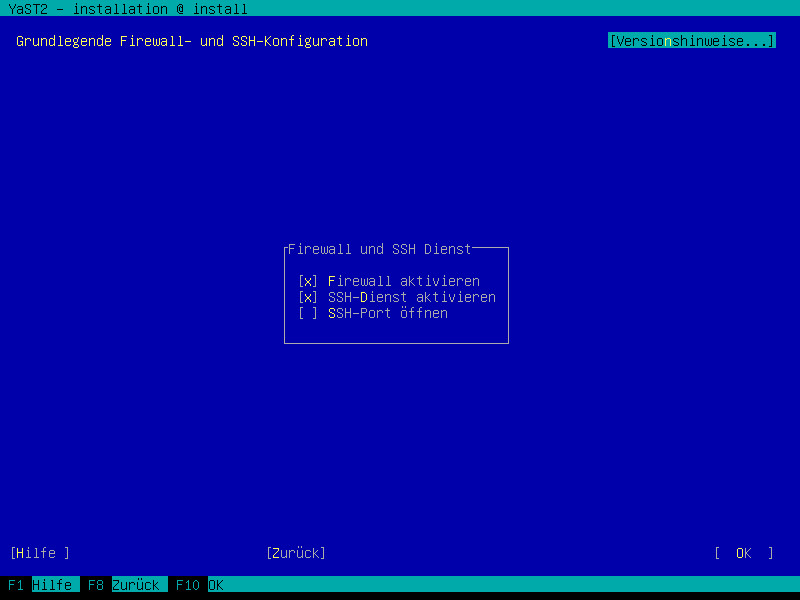 YaST2 - installation @ install
Grundlegende Firewall- und SSH-Konfiguration [Versionshinweise...]
Firewall und SSH Dienst
[x] Firewall aktivieren
[x] SSH-Dienst aktivieren
[ ] SSH-Port öffnen
[Hilfe ] [Zurück] [ OK ]
F1 Hilfe F8 Zurück F10 OK